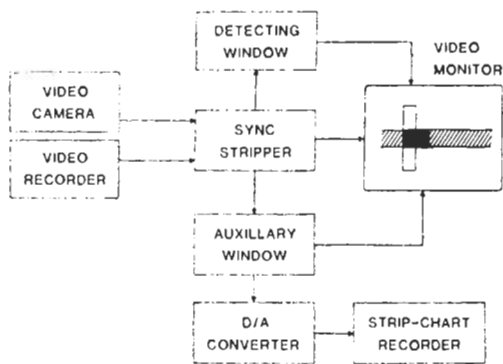 DETECTING
WINDOW
VIDEO
MONITOR
VIDEO
CAMERA
SYNC
STRIPPER
VIDEO
RECORDER
AUXILLARY
WINDOW
D/A
CONVERTER
STRIP-CHART
RECORDER